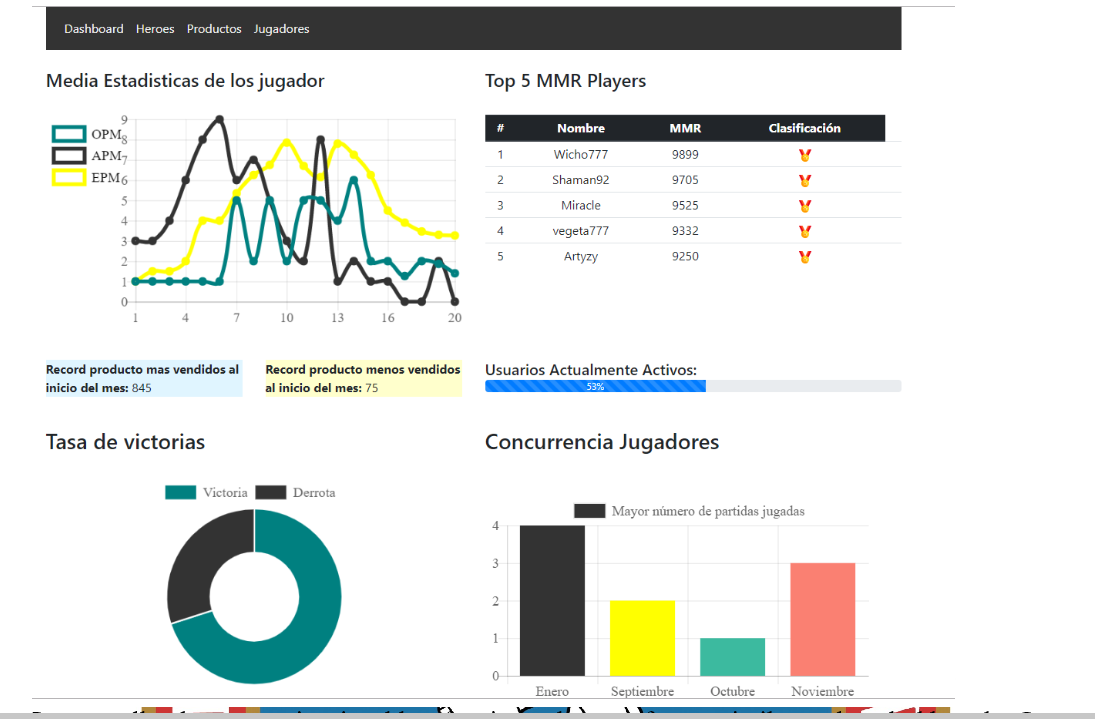 Dashboard Heroes Productos Jugadores
Media Estadisticas de los jugador
OPM
APM
EPM
9
8
7
6
5
4
3
2
1
0
1 4 7 10 13 16 20
Top 5 MMR Players
# Nombre MMR Clasificación
1 Wicho777 9899
2 Shaman92 9705
3 Miracle 9525
4 vegeta777 9332
5 Artyzy 9250
Record producto mas vendidos al
inicio del mes: 845
Record producto menos vendidos
al inicio del mes: 75
Usuarios Actualmente Activos:
53%
Tasa de victorias
Victoria Derrota
Concurrencia Jugadores
Mayor número de partidas jugadas
4
3
2
1
0
Enero Septiembre Octubre Noviembre